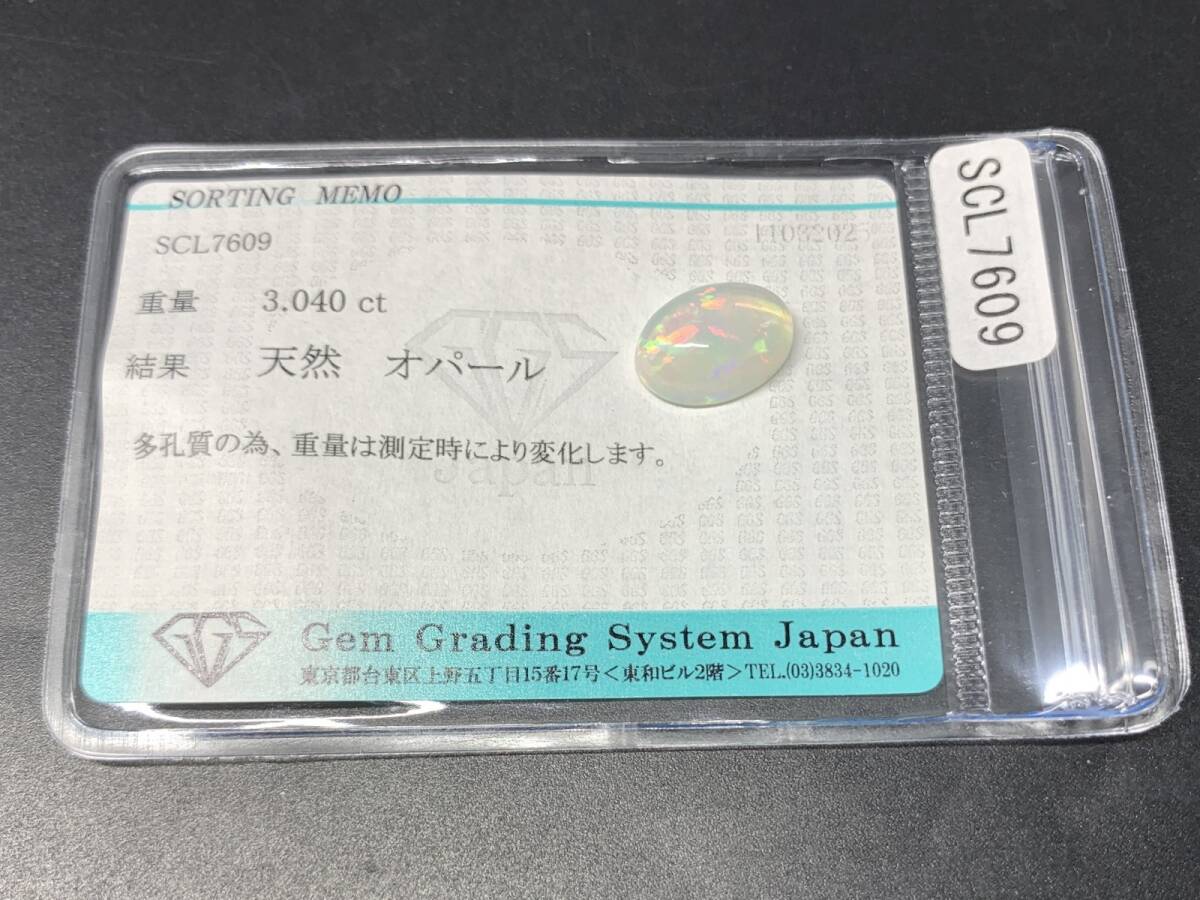 SORTING MEMO
SCL7609
重量 3.040 ct
結果 天然 オパール
多孔質の為、重量は測定時により変化します。
Japan
GGS Gem Grading System Japan
東京都台東区上野五丁目15番17号<東和ビル2階>TEL.(03)3834-1020
SCL7609